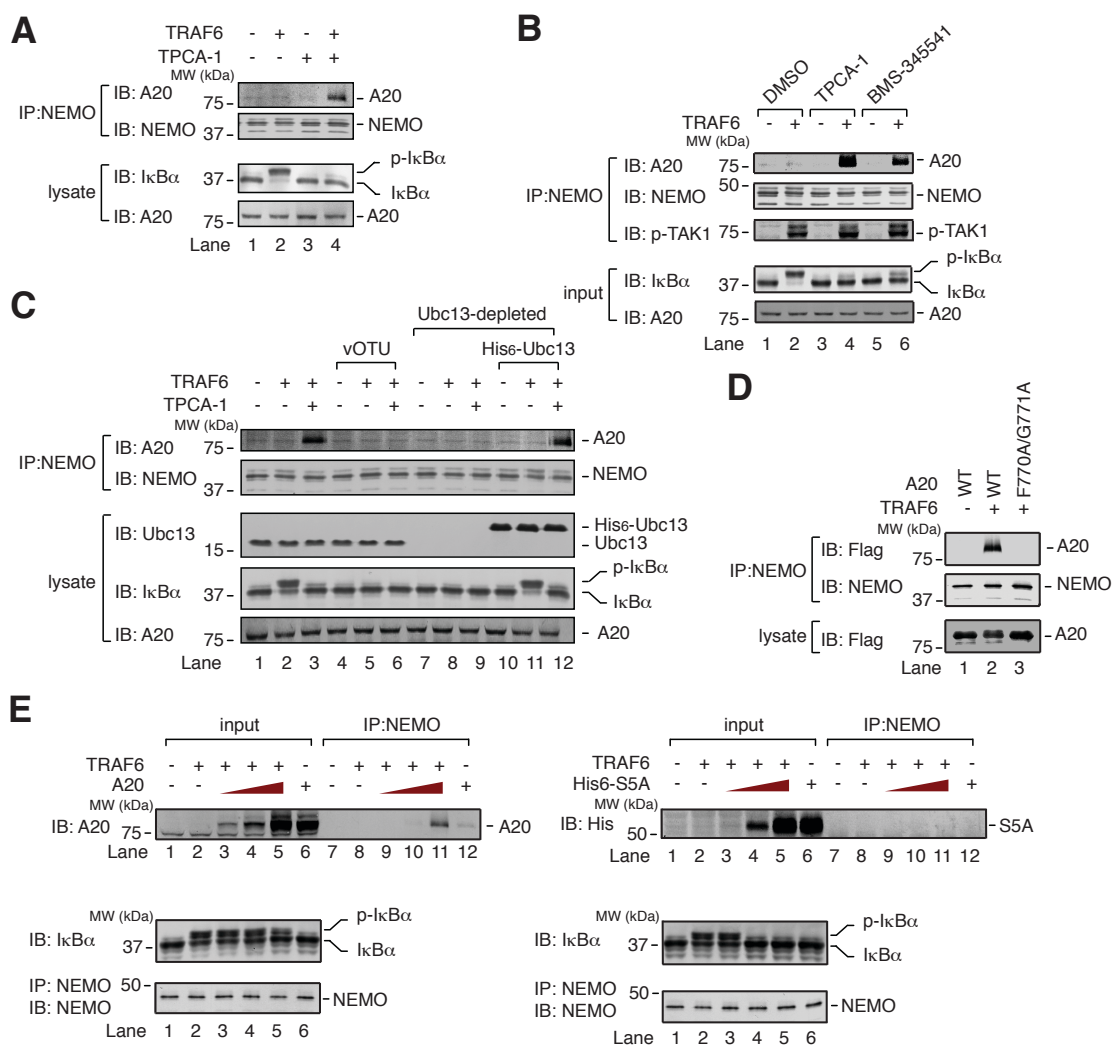 A
TRAF6 - + - +
TPCA-1 + +
MW (kDa)
IP:NEMO
IB: A20 75 A20
IB: NEMO 37 NEMO
lysate
IB: IκBα 37 p-IκBα IκBα
IB: A20 75 A20
Lane 1 2 3 4
B
DMSO TPCA-1 BMS-345541
TRAF6 - + - + - +
MW (kDa)
IP:NEMO
IB: A20 75 A20
50
IB: NEMO NEMO
IB: p-TAK1 75 p-TAK1
input
IB: IκBα 37 p-IκBα IκBα
IB: A20 75 A20
Lane 1 2 3 4 5 6
C
Ubc13-depleted
vOTU His6-Ubc13
TRAF6 - + + - + + - + + - + +
TPCA-1 - - + - - + - - + - - +
MW (kDa)
IP:NEMO
IB: A20 75 A20
IB: NEMO 37 NEMO
lysate
IB: Ubc13 15 His6-Ubc13 Ubc13
IB: IκBα 37 p-IκBα IκBα
IB: A20 75 A20
Lane 1 2 3 4 5 6 7 8 9 10 11 12
D
A20 WT WT F770A/G771A
TRAF6 - + +
MW (kDa)
IP:NEMO
IB: Flag 75 A20
IB: NEMO 37 NEMO
lysate
IB: Flag 75 A20
Lane 1 2 3
E
input IP:NEMO
TRAF6 - + + + + - - + + + + -
A20 - - + - - +
MW (kDa)
IB: A20 75 A20
Lane 1 2 3 4 5 6 7 8 9 10 11 12
MW (kDa)
IB: IκBα 37 p-IκBα IκBα
IP: NEMO 50
IB: NEMO NEMO
Lane 1 2 3 4 5 6
input IP:NEMO
TRAF6 - + + + + - - + + + + -
His6-S5A - - + - - +
MW (kDa)
IB: His 50 S5A
Lane 1 2 3 4 5 6 7 8 9 10 11 12
MW (kDa)
IB: IκBα 37 p-IκBα IκBα
IP: NEMO 50
IB: NEMO NEMO
Lane 1 2 3 4 5 6